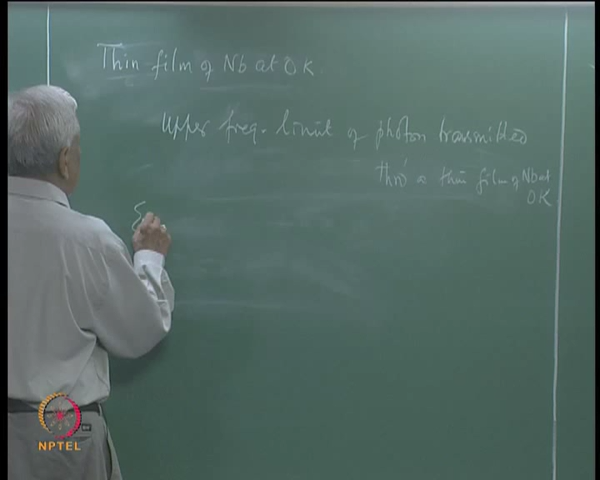 Thin film of Nb at 0 K
Upper freq. limit of photon transmitted
thro' a thin film of Nb at
0 K
NPTEL